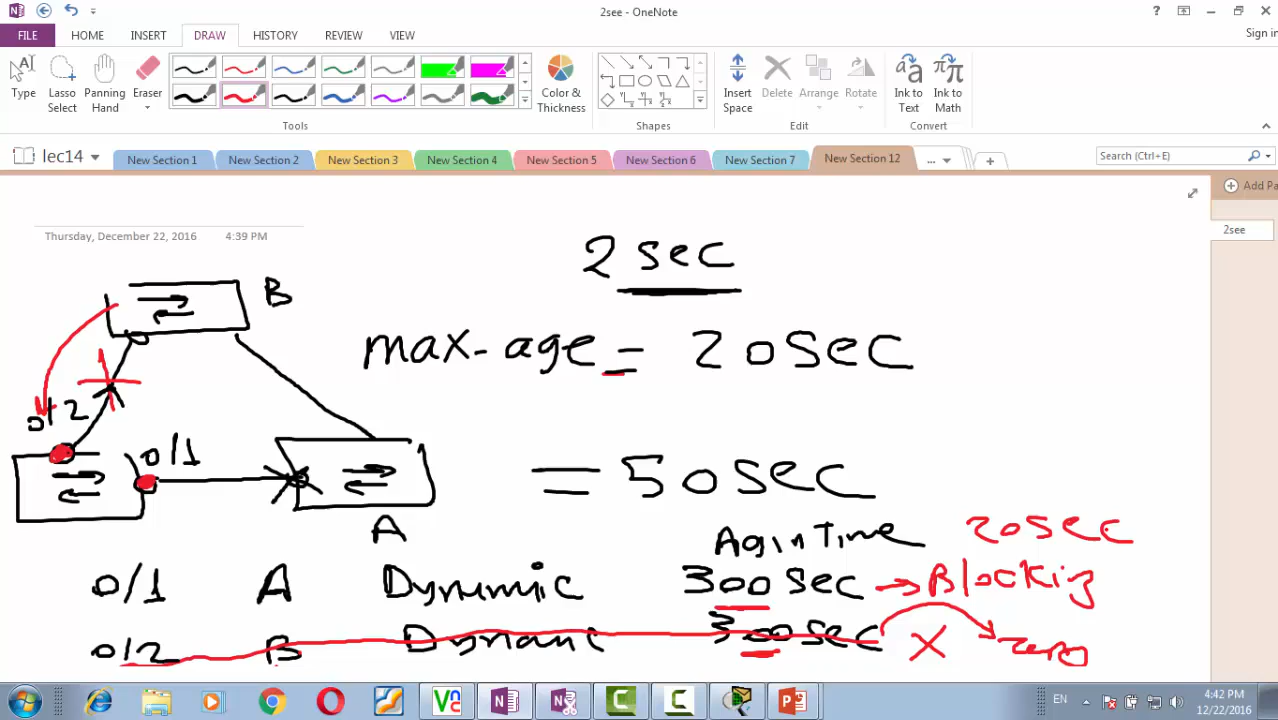 2see - OneNote
? Sign in
FILE HOME INSERT DRAW HISTORY REVIEW VIEW
Type Lasso Select Panning Hand Eraser Color & Thickness Insert Space Delete Arrange Rotate Ink to Text Ink to Math
Tools Shapes Edit Convert
lec14 New Section 1 New Section 2 New Section 3 New Section 4 New Section 5 New Section 6 New Section 7 New Section 12 ... + Search (Ctrl+E)
Add Pa
2see
Thursday, December 22, 2016 4:39 PM
2 sec
B
max-age = 20sec
0/2
0/1
= 50sec
A
Agin Time 20sec
0/1 A Dynumic 300sec → Blocking
0/2 B Dynamc 300sec X zero
EN 4:42 PM
12/22/2016